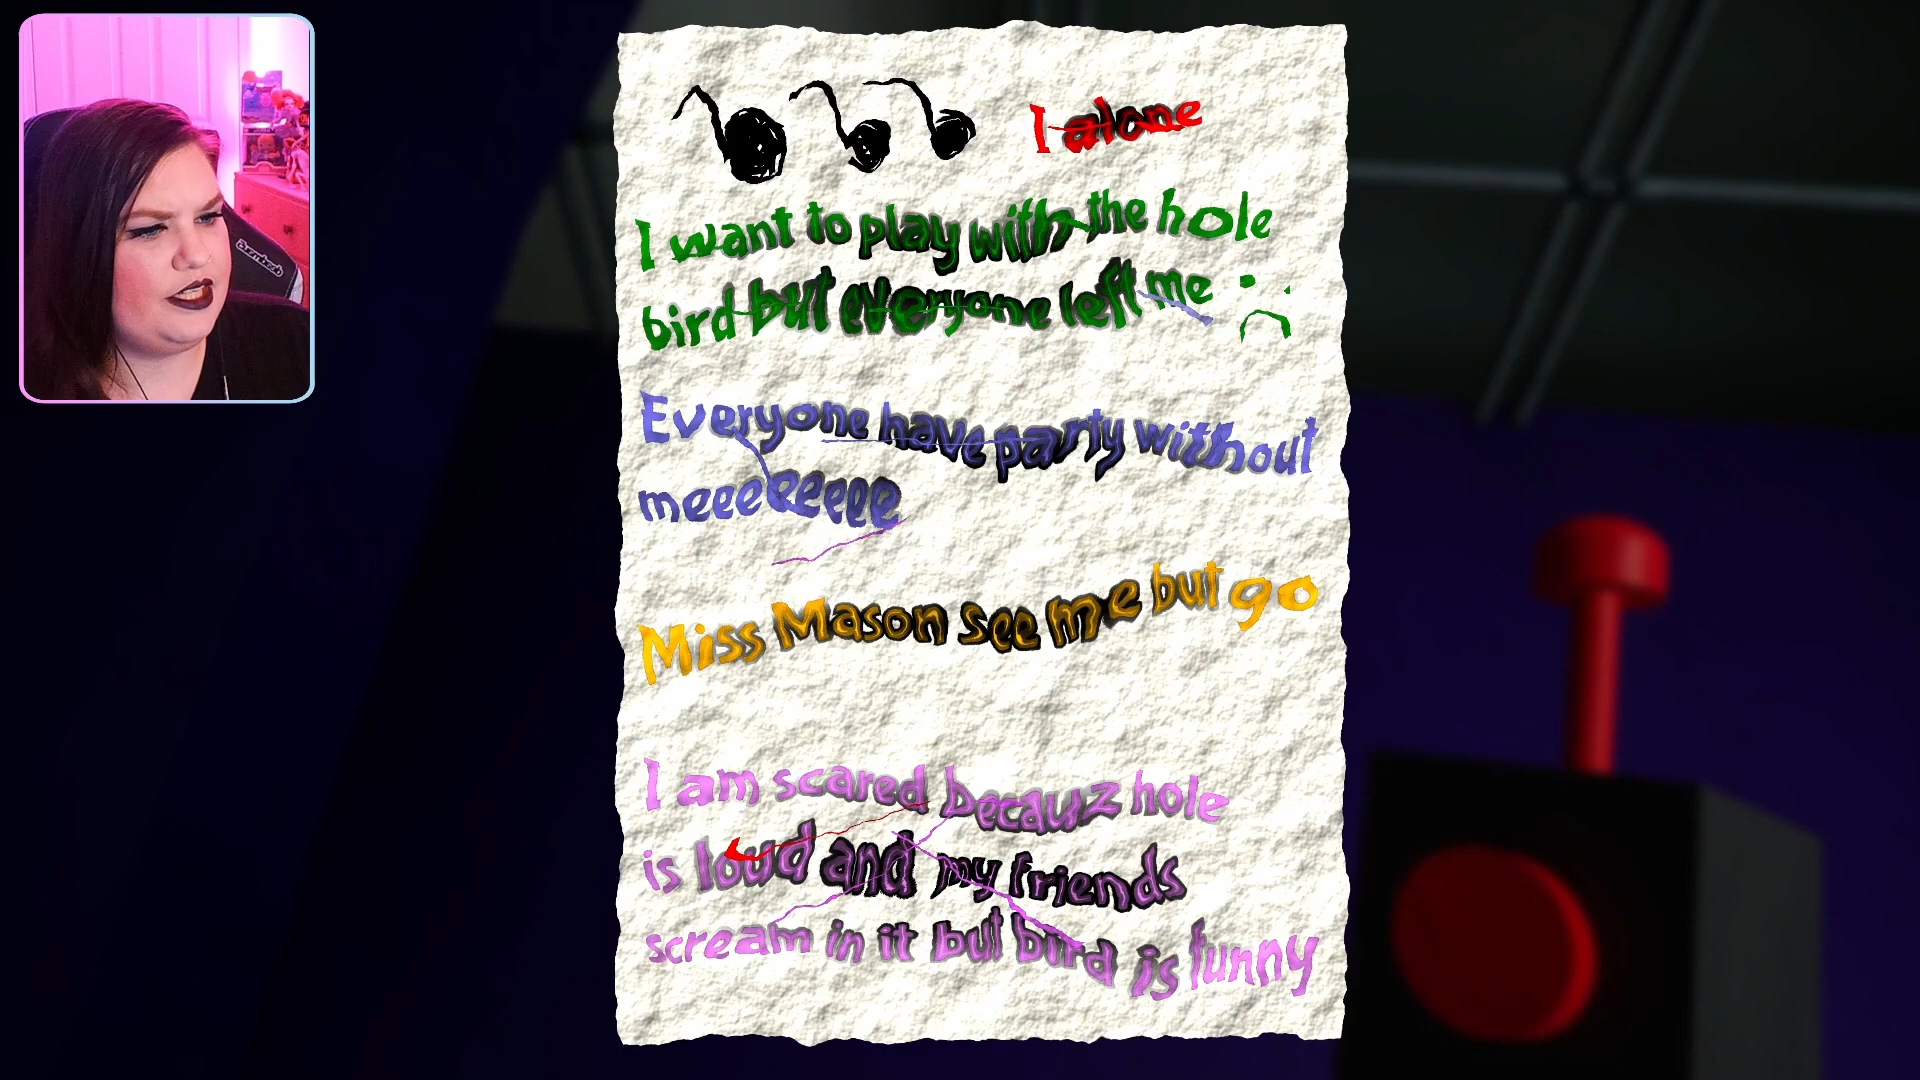 I alone
I want to play with the hole
bird but everyone left me :(
Everyone have party without
meeeeeeee
Miss Mason see me but go
I am scared becauz hole
is loud and my friends
scream in it but bird is funny